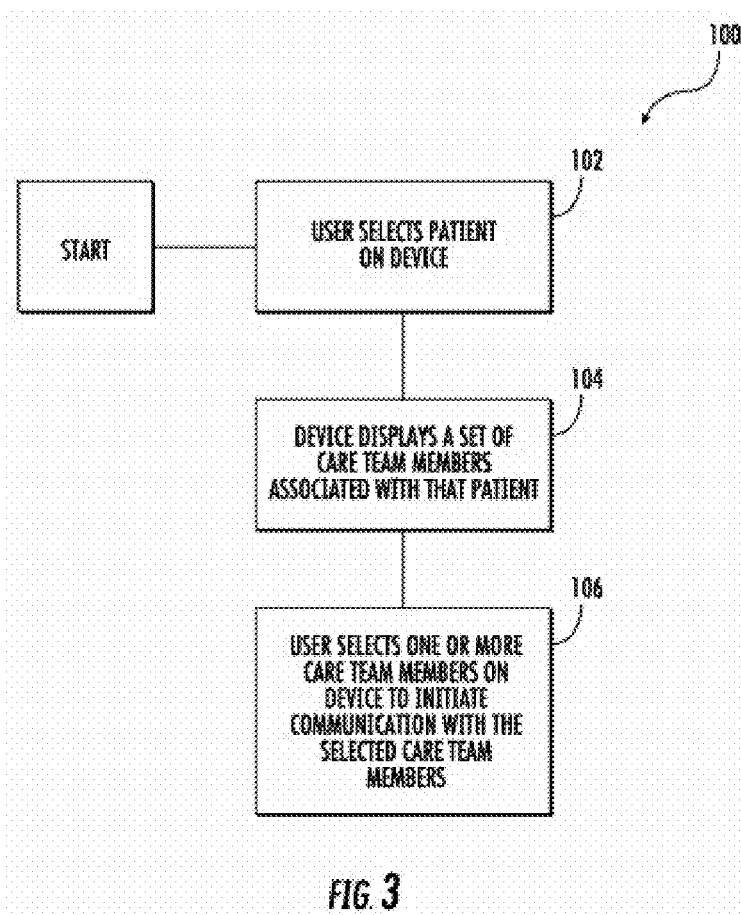 100
102
START
USER SELECTS PATIENT
ON DEVICE
104
DEVICE DISPLAYS A SET OF
CARE TEAM MEMBERS
ASSOCIATED WITH THAT PATIENT
106
USER SELECTS ONE OR MORE
CARE TEAM MEMBERS ON
DEVICE TO INITIATE
COMMUNICATION WITH THE
SELECTED CARE TEAM
MEMBERS
FIG. 3